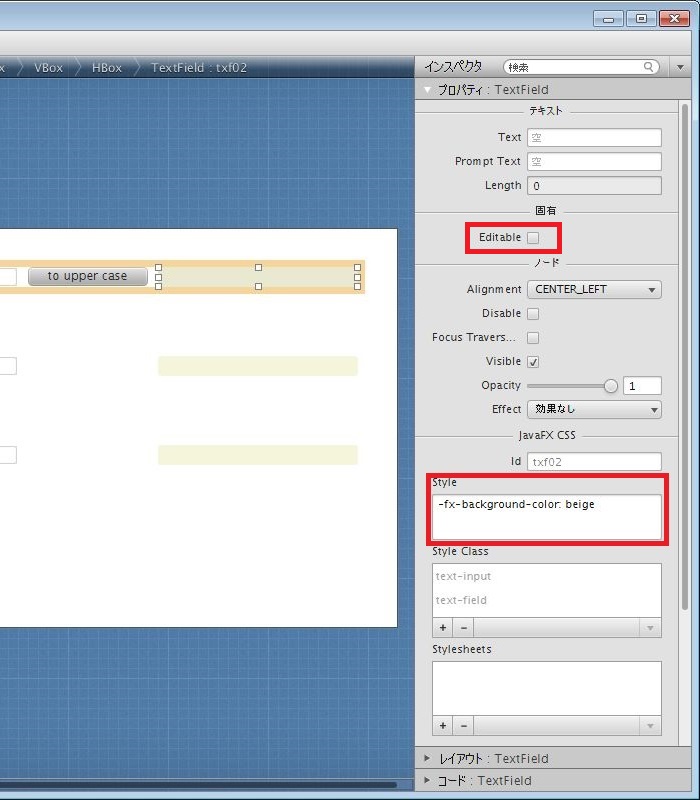 x VBox HBox TextField : txf02
インスペクタ 検索
プロパティ : TextField
テキスト
Text 空
Prompt Text 空
Length 0
固有
Editable
ノード
to upper case
Alignment CENTER_LEFT
Disable
Focus Travers...
Visible
Opacity 1
Effect 効果なし
JavaFX CSS
Id txf02
Style
-fx-background-color: beige
Style Class
text-input
text-field
+ −
Stylesheets
+ −
レイアウト : TextField
コード : TextField